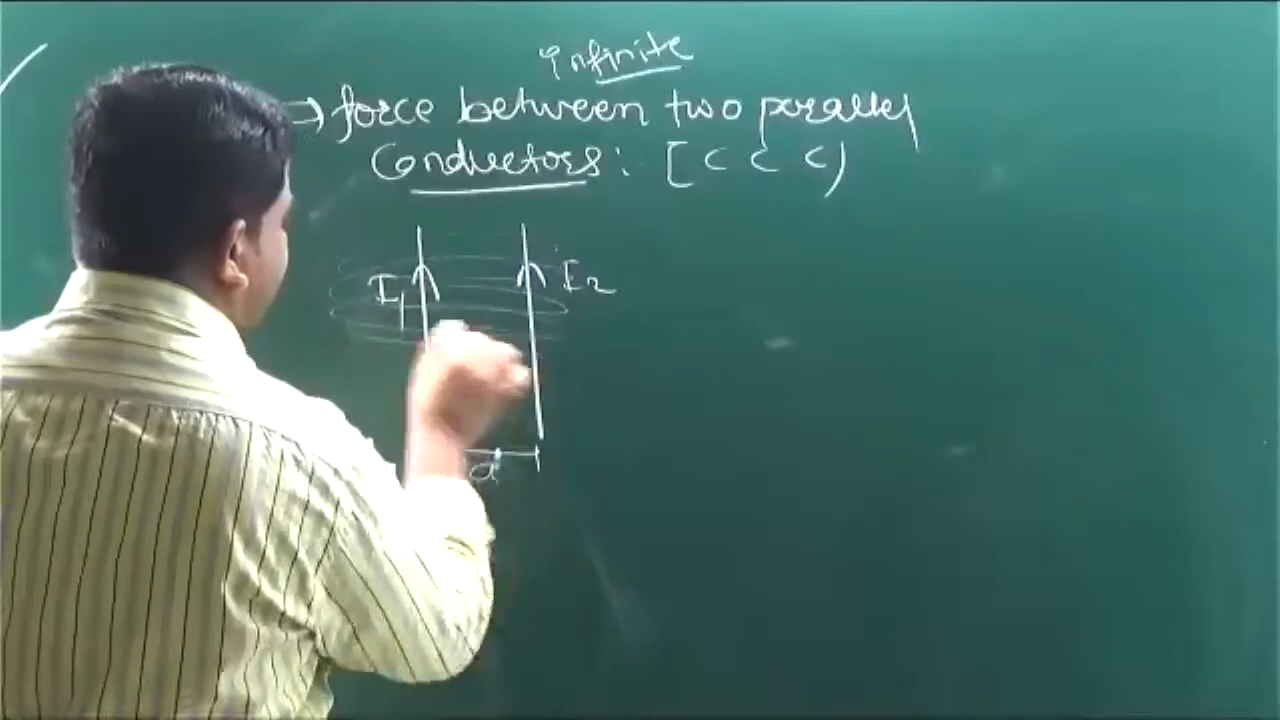 Infinite
→ force between two parallel
Conductors: [C C C)
I1 I2
d